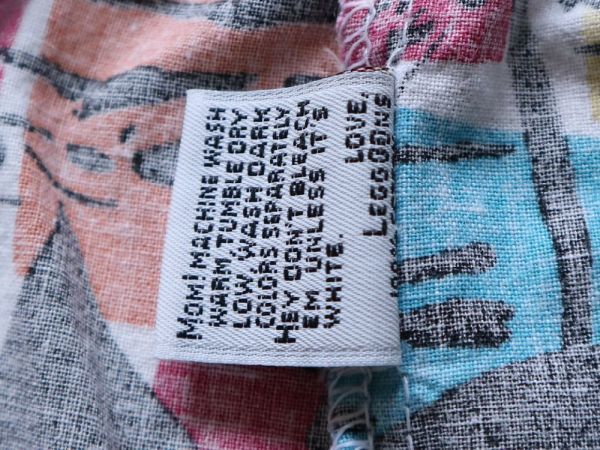 MOM! MACHINE WASH
WARM, TUMBLE DRY
LOW. WASH DARK
COLORS SEPARATELY
HEY DON'T BLEACH
EM UNLESS IT'S
WHITE.
LOVE,
LEGGOONS